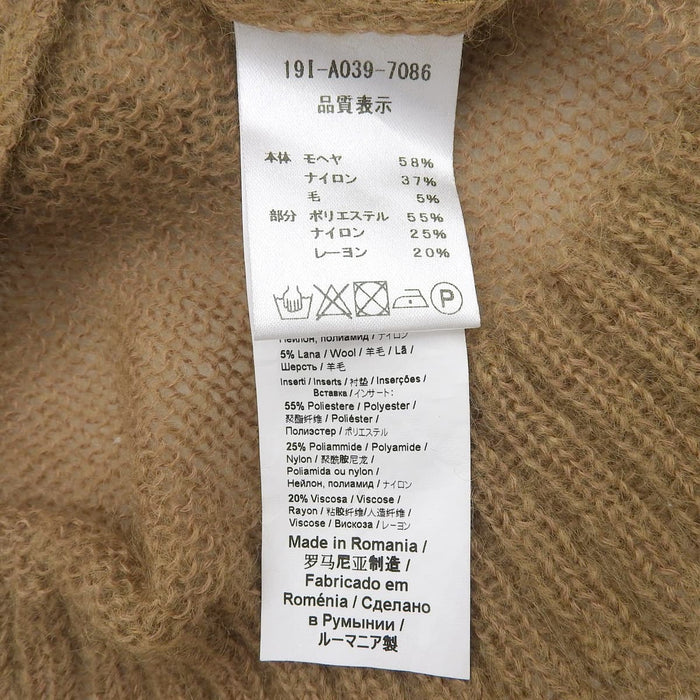 19I-A039-7086
品質表示
本体 モヘヤ 58%
ナイロン 37%
毛 5%
部分 ポリエステル 55%
ナイロン 25%
レーヨン 20%
P
Нейлон, полиамид / ナイロン
5% Lana / Wool / 羊毛 / Lã /
Шерсть / 羊毛
Inserti / Inserts / 衬垫 / Inserções /
Вставка / インサート:
55% Poliestere / Polyester /
聚酯纤维 / Poliéster /
Полиэстер / ポリエステル
25% Poliammide / Polyamide /
Nylon / 聚酰胺尼龙 /
Poliamida ou nylon /
Нейлон, полиамид / ナイロン
20% Viscosa / Viscose /
Rayon / 粘胶纤维/人造纤维 /
Viscose / Вискоза / レーヨン
Made in Romania /
罗马尼亚制造 /
Fabricado em
Roménia / Сделано
в Румынии /
ルーマニア製